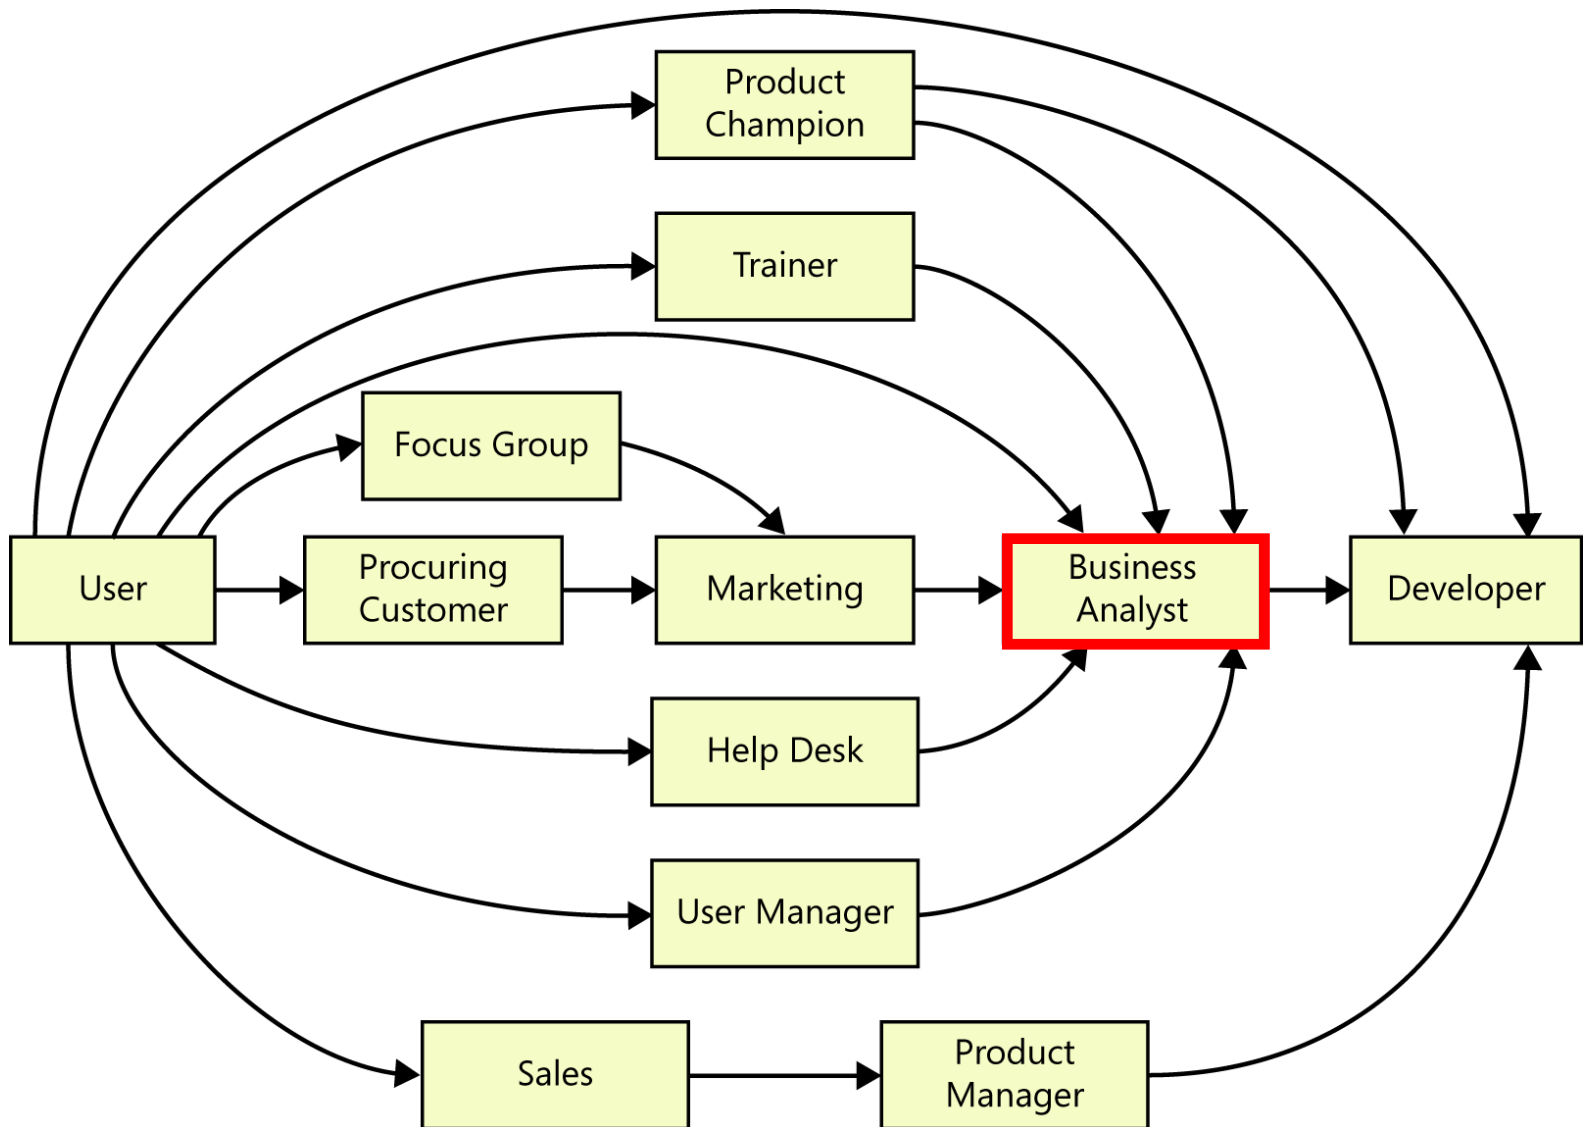 Product
Champion
Trainer
Focus Group
User
Procuring
Customer
Marketing
Business
Analyst
Developer
Help Desk
User Manager
Sales
Product
Manager